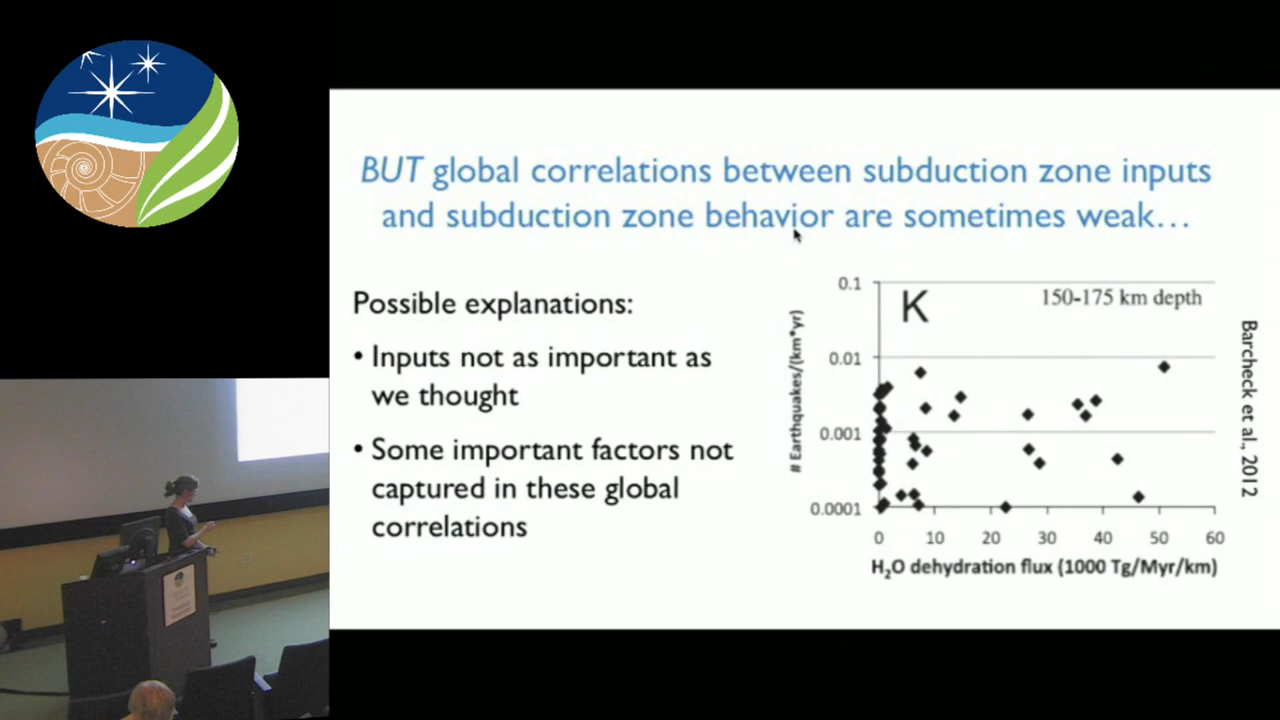 BUT global correlations between subduction zone inputs
and subduction zone behavior are sometimes weak…
Possible explanations:
• Inputs not as important as
we thought
• Some important factors not
captured in these global
correlations
K
150-175 km depth
# Earthquakes/(km*yr)
0.1
0.01
0.001
0.0001
0 10 20 30 40 50 60
H₂O dehydration flux (1000 Tg/Myr/km)
Barcheck et al., 2012